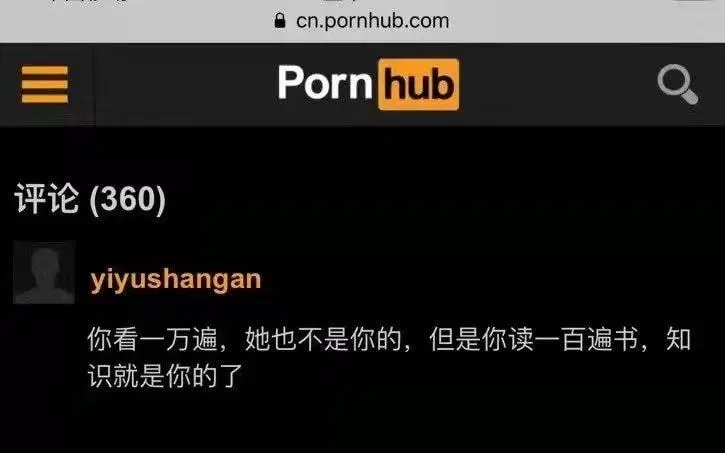 cn.pornhub.com
Porn hub
评论 (360)
yiyushangan
你看一万遍，她也不是你的，但是你读一百遍书，知
识就是你的了